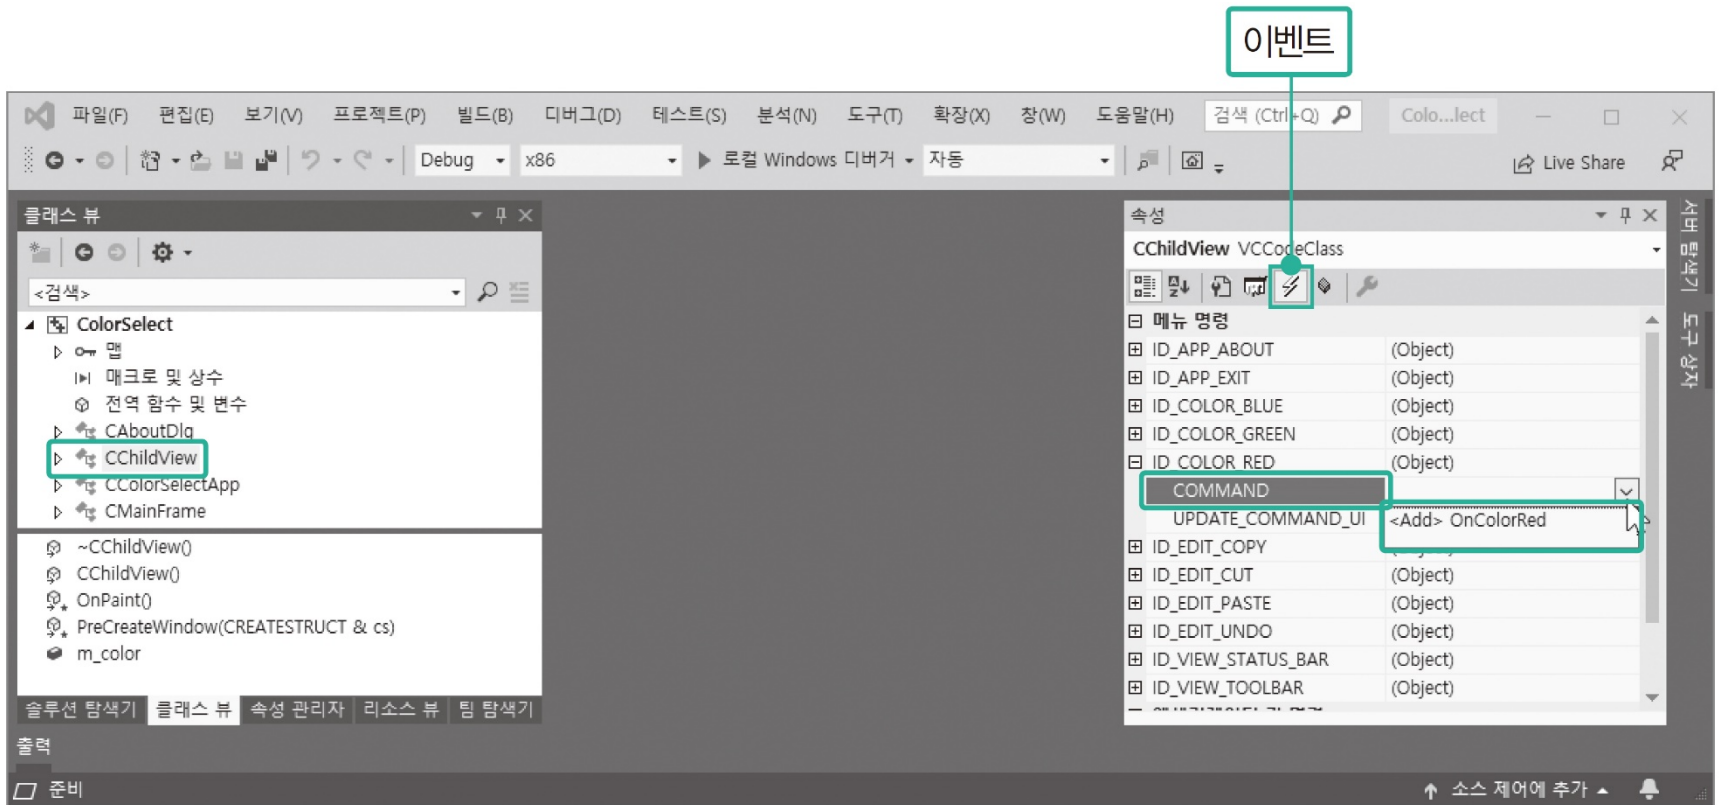 이벤트
파일(F) 편집(E) 보기(V) 프로젝트(P) 빌드(B) 디버그(D) 테스트(S) 분석(N) 도구(T) 확장(X) 창(W) 도움말(H) 검색 (Ctrl+Q) Colo...lect
Debug x86 로컬 Windows 디버거 자동 Live Share
클래스 뷰
<검색>
ColorSelect
맵
매크로 및 상수
전역 함수 및 변수
CAboutDlg
CChildView
CColorSelectApp
CMainFrame
~CChildView()
CChildView()
OnPaint()
PreCreateWindow(CREATESTRUCT & cs)
m_color
솔루션 탐색기 클래스 뷰 속성 관리자 리소스 뷰 팀 탐색기
속성
CChildView VCCodeClass
메뉴 명령
ID_APP_ABOUT (Object)
ID_APP_EXIT (Object)
ID_COLOR_BLUE (Object)
ID_COLOR_GREEN (Object)
ID_COLOR_RED (Object)
COMMAND
UPDATE_COMMAND_UI <Add> OnColorRed
ID_EDIT_COPY
ID_EDIT_CUT (Object)
ID_EDIT_PASTE (Object)
ID_EDIT_UNDO (Object)
ID_VIEW_STATUS_BAR (Object)
ID_VIEW_TOOLBAR (Object)
서버 탐색기
도구 상자
출력
준비 소스 제어에 추가